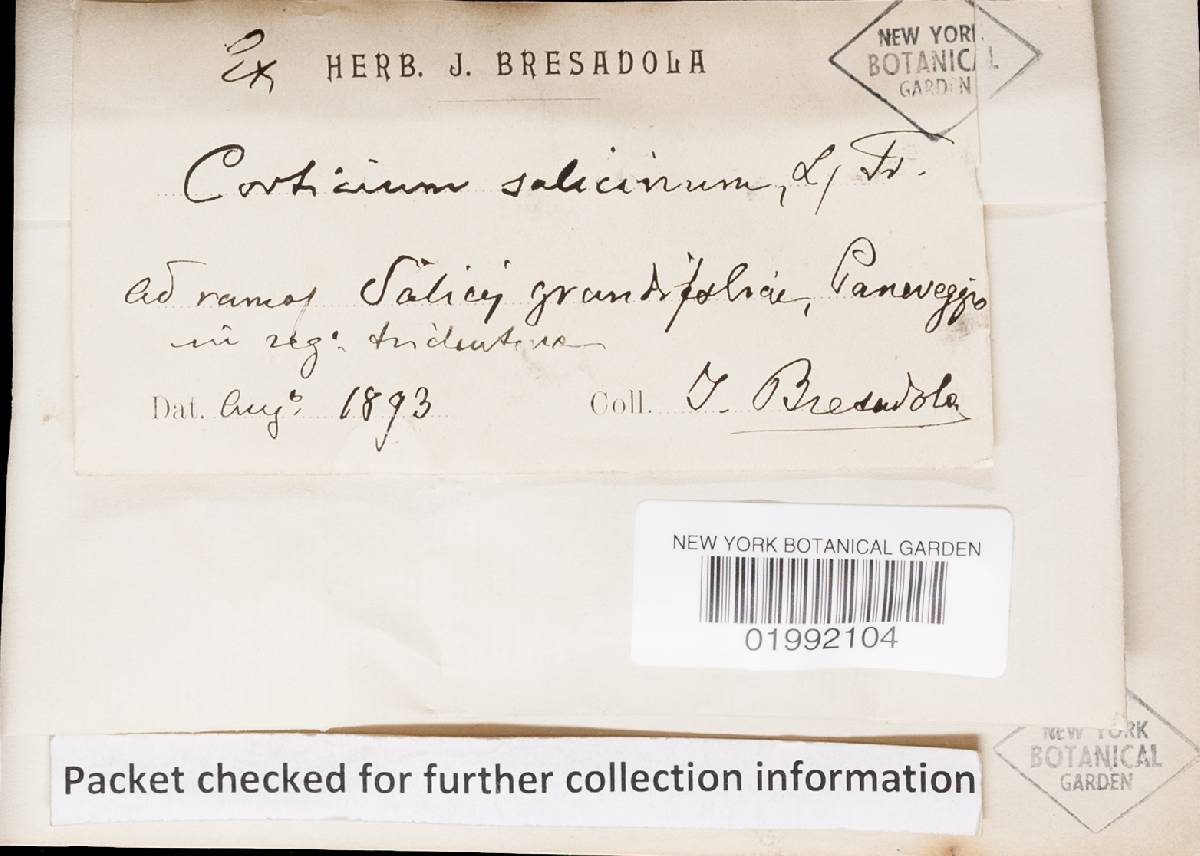 Ex HERB. J. BRESADOLA
NEW YORK
BOTANICAL
GARDEN
Corticium salicinum, Fr.
ad ramos Salicis grandifoliae, Paneveggio
in reg. tridentina
Dat. Aug. 1893 Coll. J. Bresadola
NEW YORK BOTANICAL GARDEN
01992104
NEW YORK
BOTANICAL
GARDEN
Packet checked for further collection information